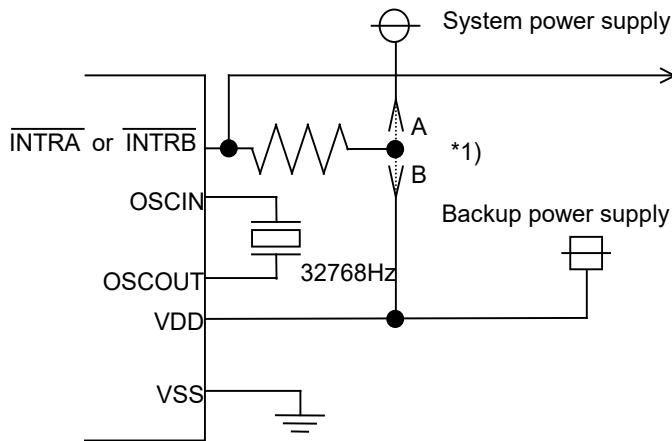 System power supply
A
INTRA or INTRB
*1)
B
OSCIN
Backup power supply
OSCOUT
32768Hz
VDD
VSS